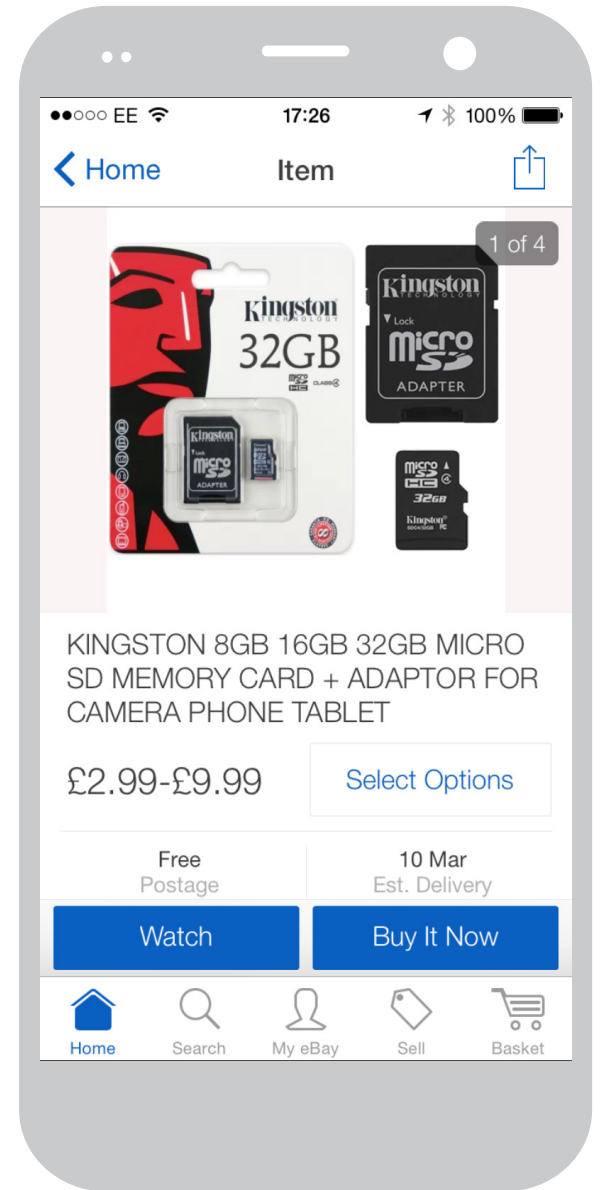 EE 17:26 100%
Home Item
1 of 4
Kingston
TECHNOLOGY
32GB
Micro SD HC CLASS 4
Kingston
Lock
Micro SD
ADAPTER
Kingston
TECHNOLOGY
Lock
Micro SD
ADAPTER
Micro SD HC 4
32GB
Kingston
KINGSTON 8GB 16GB 32GB MICRO
SD MEMORY CARD + ADAPTOR FOR
CAMERA PHONE TABLET
£2.99-£9.99 Select Options
Free 10 Mar
Postage Est. Delivery
Watch Buy It Now
Home Search My eBay Sell Basket